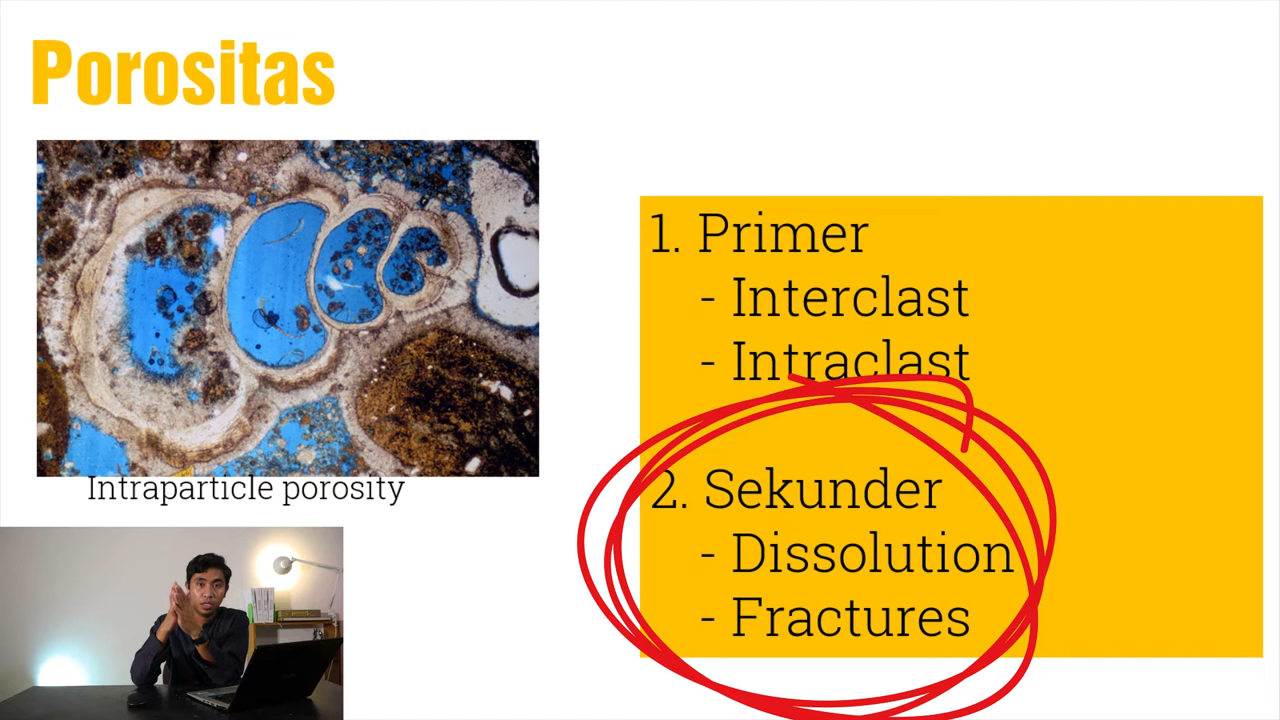 Porositas
Intraparticle porosity
1. Primer
- Interclast
- Intraclast
2. Sekunder
- Dissolution
- Fractures